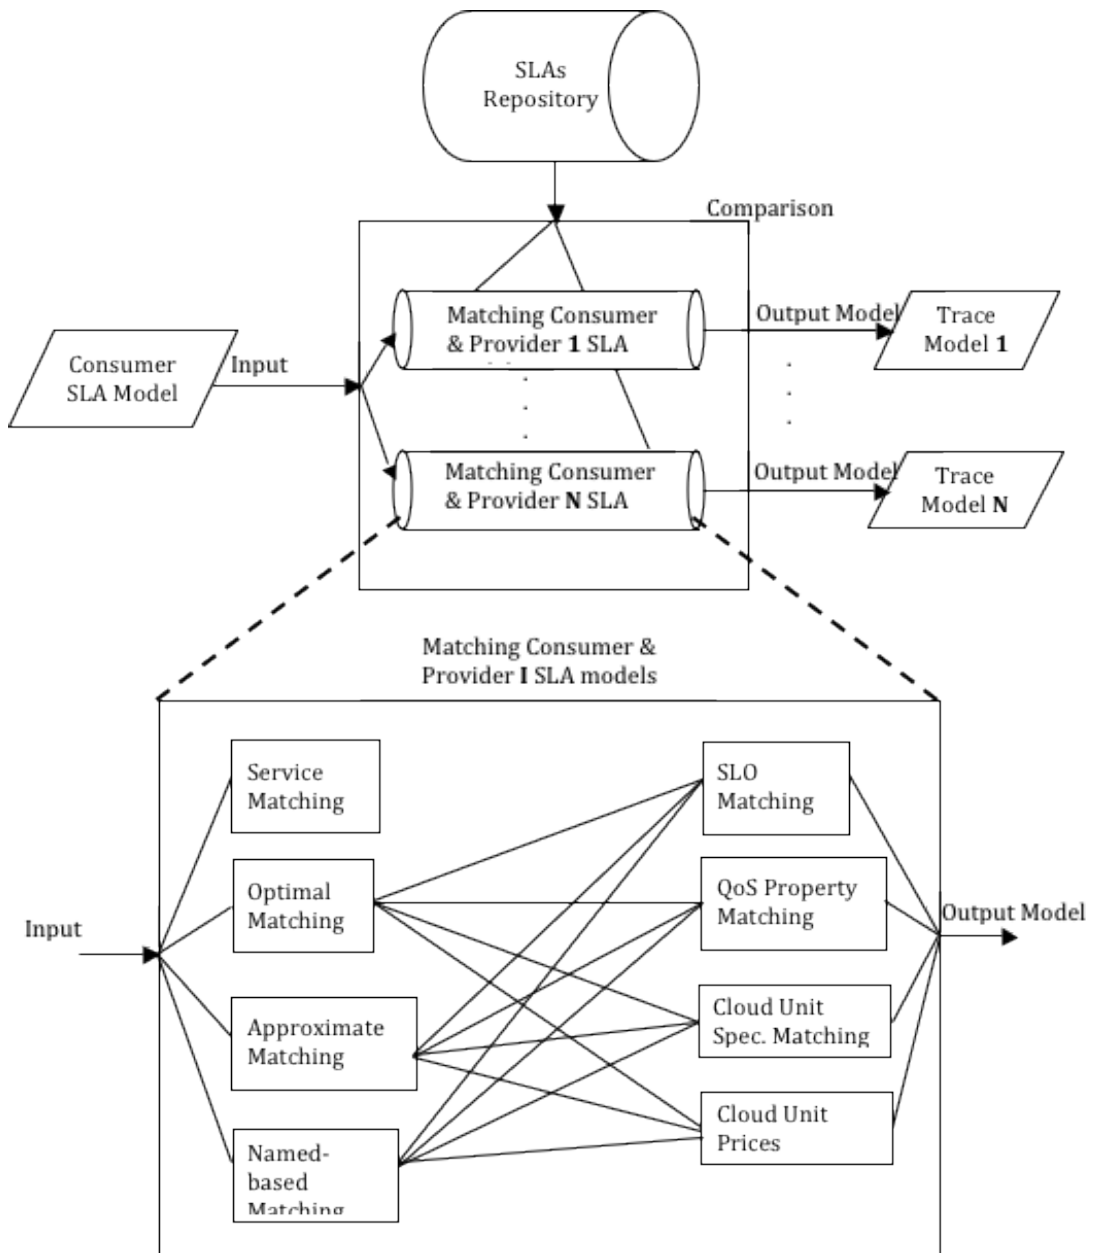 SLAs
Repository
Comparison
Matching Consumer
& Provider 1 SLA
Output Model
Trace
Model 1
Consumer
SLA Model
Input
Matching Consumer
& Provider N SLA
Output Model
Trace
Model N
Matching Consumer &
Provider I SLA models
Service
Matching
SLO
Matching
Optimal
Matching
QoS Property
Matching
Input
Output Model
Approximate
Matching
Cloud Unit
Spec. Matching
Named-
based
Matching
Cloud Unit
Prices